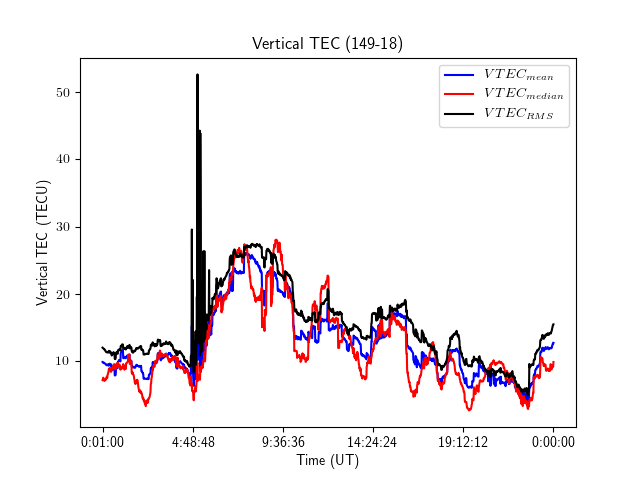 Vertical TEC (149-18)
VTEC_mean
VTEC_median
VTEC_RMS
50
40
30
20
10
Vertical TEC (TECU)
0:01:00 4:48:48 9:36:36 14:24:24 19:12:12 0:00:00
Time (UT)